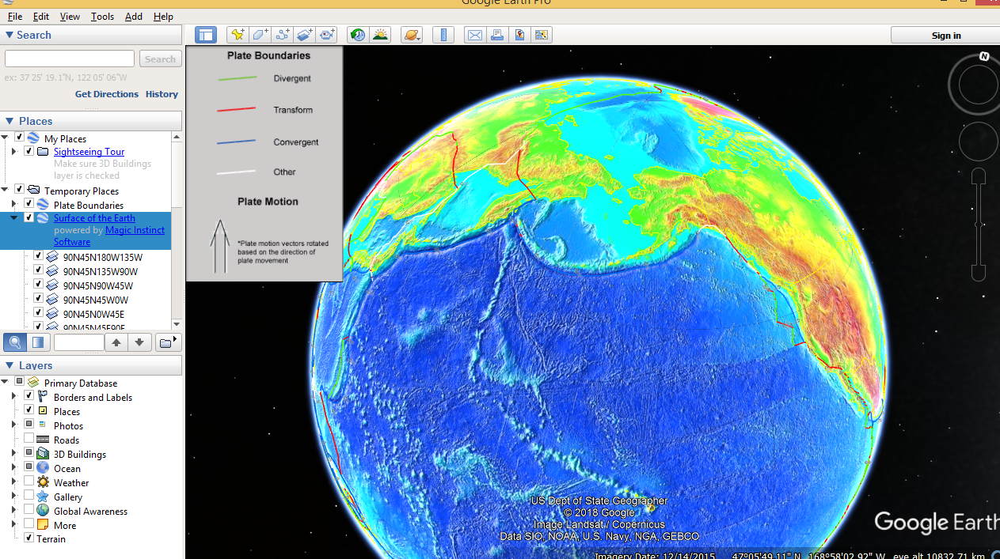 Google Earth Pro
File Edit View Tools Add Help
Search
Search
ex: 37 25' 19.1"N, 122 05' 06"W
Get Directions History
Places
My Places
Sightseeing Tour
Make sure 3D Buildings
layer is checked
Temporary Places
Plate Boundaries
Surface of the Earth
powered by Magic Instinct
Software
90N45N180W135W
90N45N135W90W
90N45N90W45W
90N45N45W0W
90N45N0W45E
90N45N45E90E
Layers
Primary Database
Borders and Labels
Places
Photos
Roads
3D Buildings
Ocean
Weather
Gallery
Global Awareness
More
Terrain
Sign in
Plate Boundaries
Divergent
Transform
Convergent
Other
Plate Motion
*Plate motion vectors rotated
based on the direction of
plate movement
N
US Dept of State Geographer
© 2018 Google
Image Landsat / Copernicus
Data SIO, NOAA, U.S. Navy, NGA, GEBCO
Google Earth
Imagery Date: 12/14/2015 47°05'49.11" N 168°58'02.92" W eye alt 10832.71 km